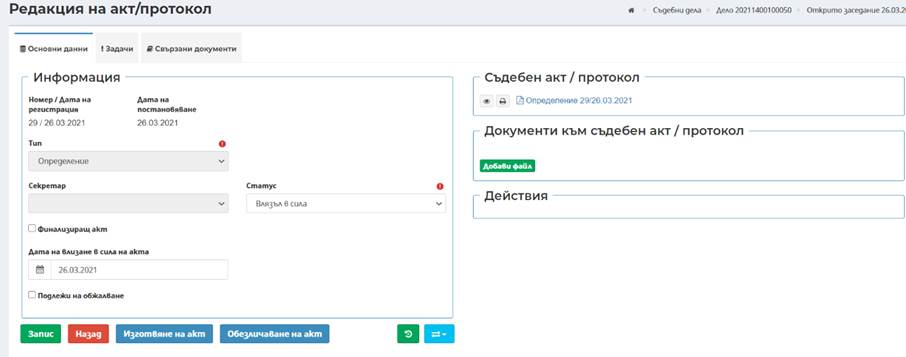 Редакция на акт/протокол
Съдебни дела Дело 20211400100050 Открито заседание 26.03.
Основни данни
! Задачи
Свързани документи
Информация
Номер / Дата на регистрация
29 / 26.03.2021
Дата на постановяване
26.03.2021
Тип
Определение
Секретар
Статус
Влязъл в сила
Финализиращ акт
Дата на влизане в сила на акта
26.03.2021
Подлежи на обжалване
Запис
Назад
Изготвяне на акт
Обезличаване на акт
Съдебен акт / протокол
Определение 29/26.03.2021
Документи към съдебен акт / протокол
Добави файл
Действия